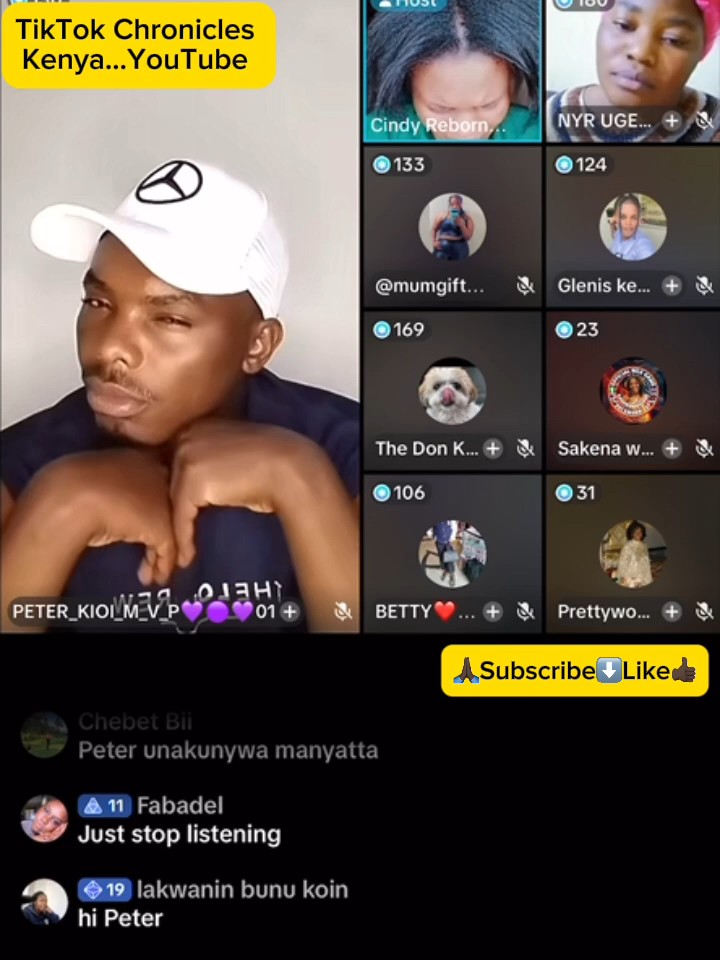 TikTok Chronicles
Kenya...YouTube
Host
180
Cindy Reborn...
NYR UGE...
133
124
@mumgift...
Glenis ke...
169
23
The Don K...
Sakena w...
106
31
PETER_KIOI_M_V_P💜🟣💜01
BETTY❤️...
Prettywo...
🙏🏿Subscribe⬇️Like👍🏿
Chebet Bii
Peter unakunywa manyatta
11 Fabadel
Just stop listening
19 lakwanin bunu koin
hi Peter